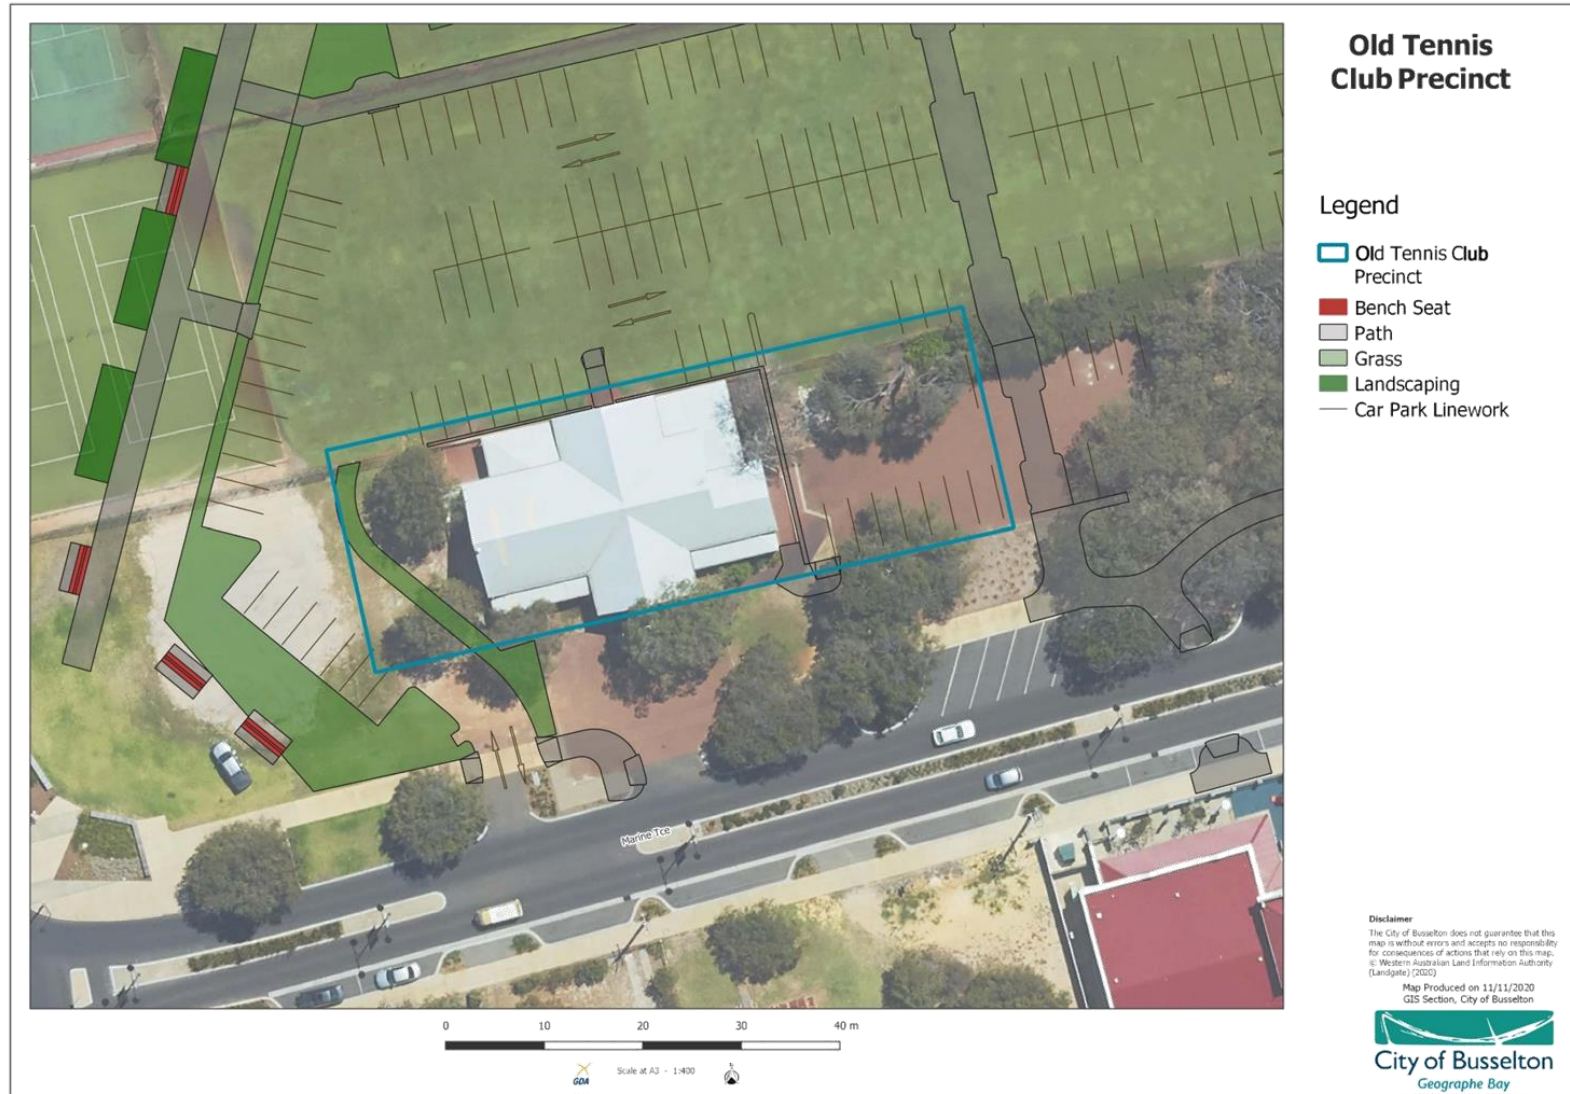 Old Tennis
Club Precinct
Legend
Old Tennis Club
Precinct
Bench Seat
Path
Grass
Landscaping
Car Park Linework
Marine Tce
Disclaimer
The City of Busselton does not guarantee that this
map is without errors and accepts no responsibility
for consequences of actions that rely on this map.
© Western Australian Land Information Authority
(Landgate) (2020)
Map Produced on 11/11/2020
GIS Section, City of Busselton
City of Busselton
Geographe Bay
0 10 20 30 40 m
GDA
Scale at A3 - 1:400